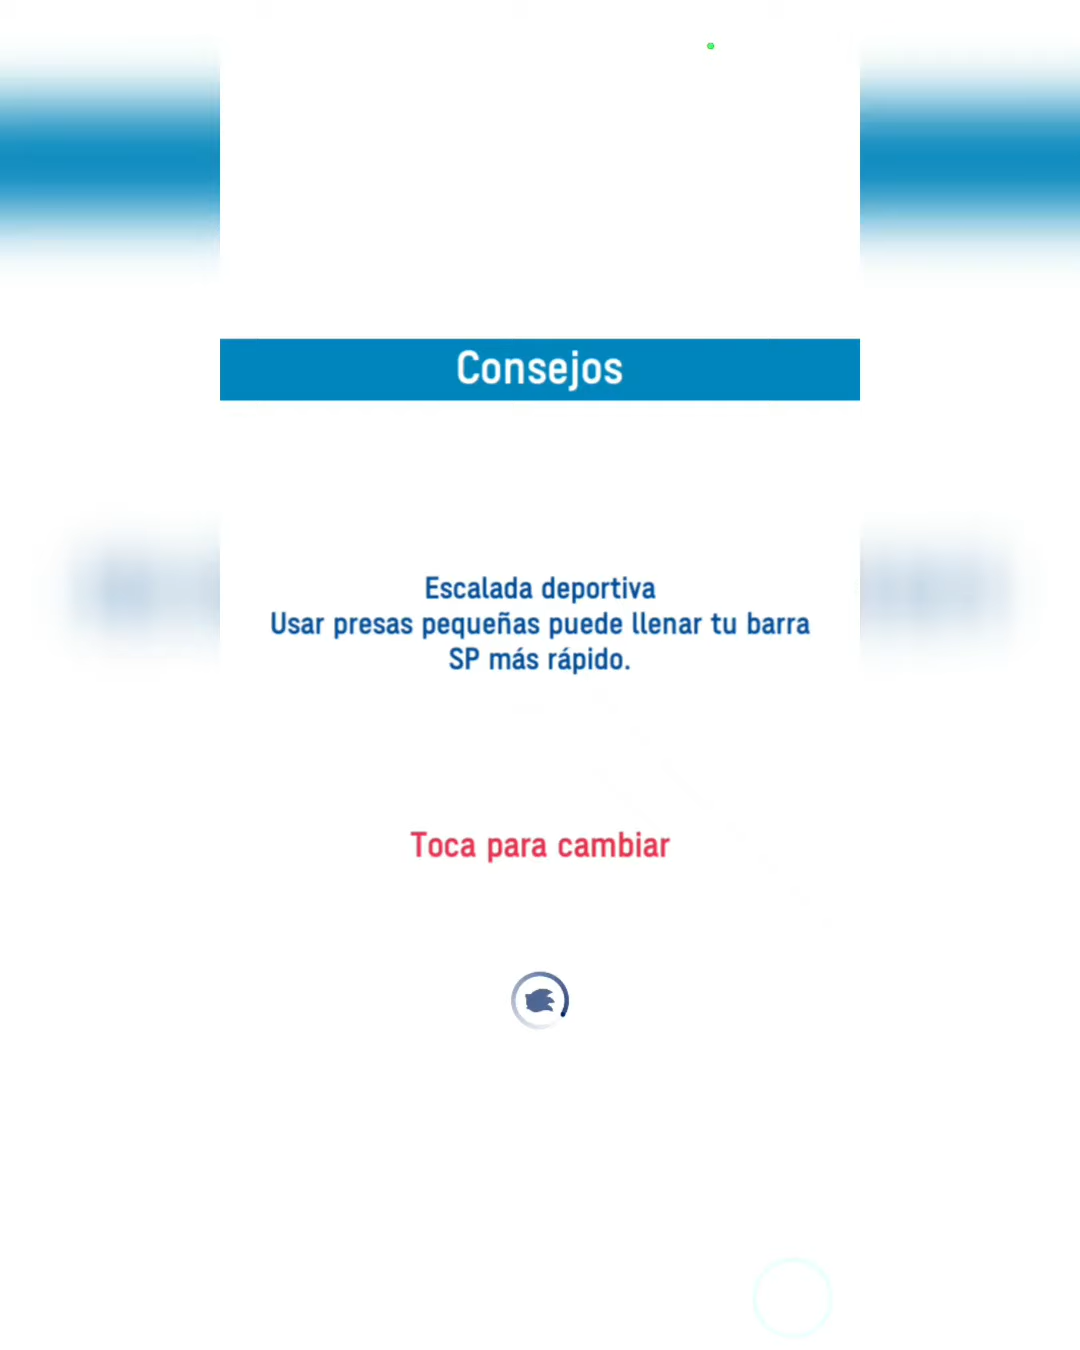 Consejos
Escalada deportiva
Usar presas pequeñas puede llenar tu barra
SP más rápido.
Toca para cambiar